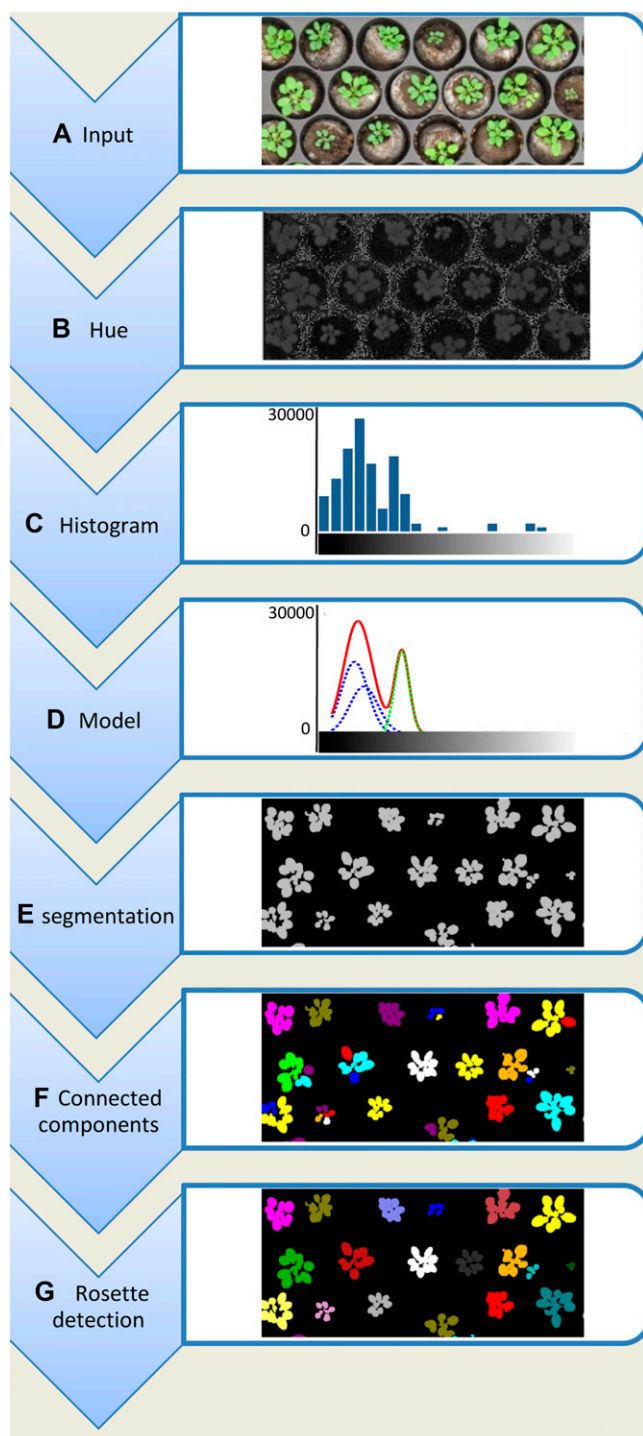 A Input
B Hue
30000
0
C Histogram
30000
0
D Model
E segmentation
F Connected
components
G Rosette
detection